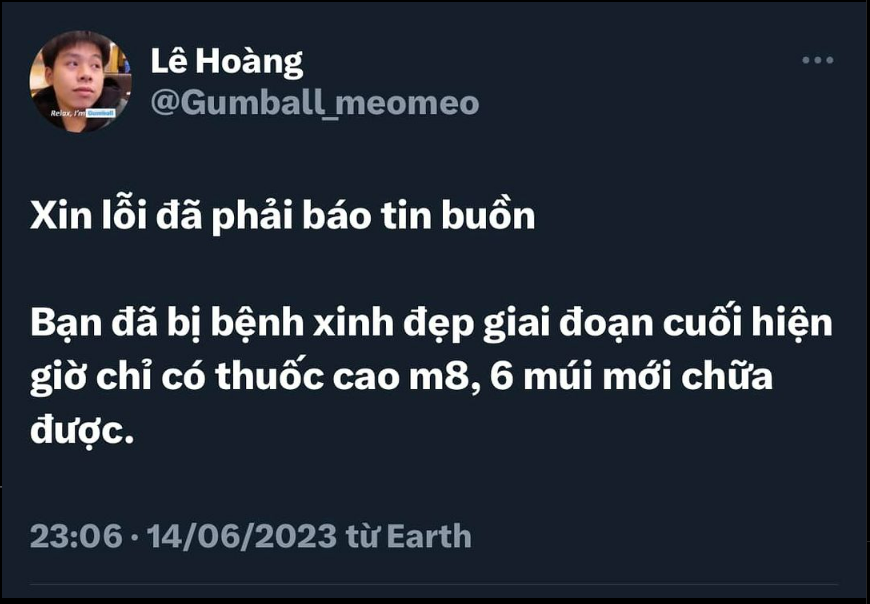 Lê Hoàng
@Gumball_meomeo
Relax, I'm Gumball
Xin lỗi đã phải báo tin buồn
Bạn đã bị bệnh xinh đẹp giai đoạn cuối hiện
giờ chỉ có thuốc cao m8, 6 múi mới chữa
được.
23:06 · 14/06/2023 từ Earth